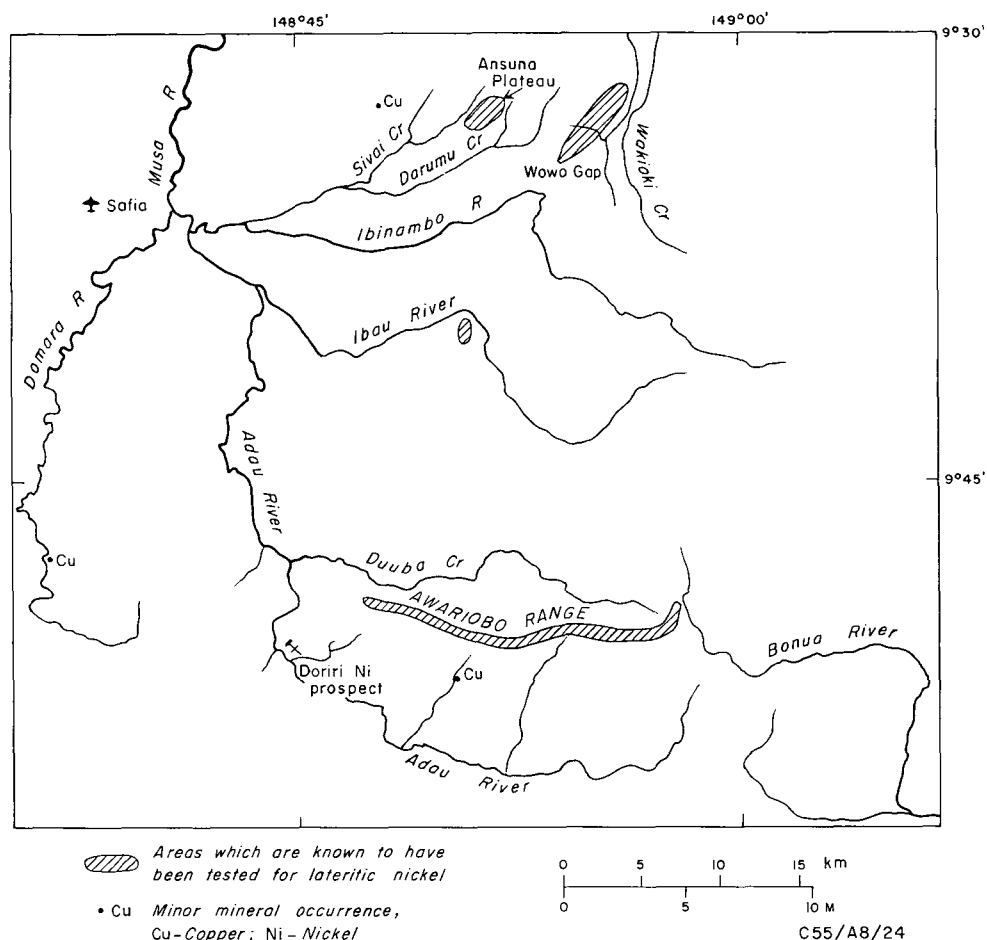 148°45'
149°00'
9°30'
Ansuna
Plateau
Cu
Musa R
Sivai Cr
Darumu Cr
Wowo Gap
Wakioki Cr
Safia
Ibinambo R
Domara R
Ibau River
Adau River
9°45'
Cu
Duuba Cr
AWARIOBO RANGE
Bonua River
Doriri Ni
prospect
Cu
Adau River
Areas which are known to have
been tested for lateritic nickel
Cu Minor mineral occurrence,
Cu-Copper; Ni-Nickel
0 5 10 15 km
0 5 10 M
C55/A8/24